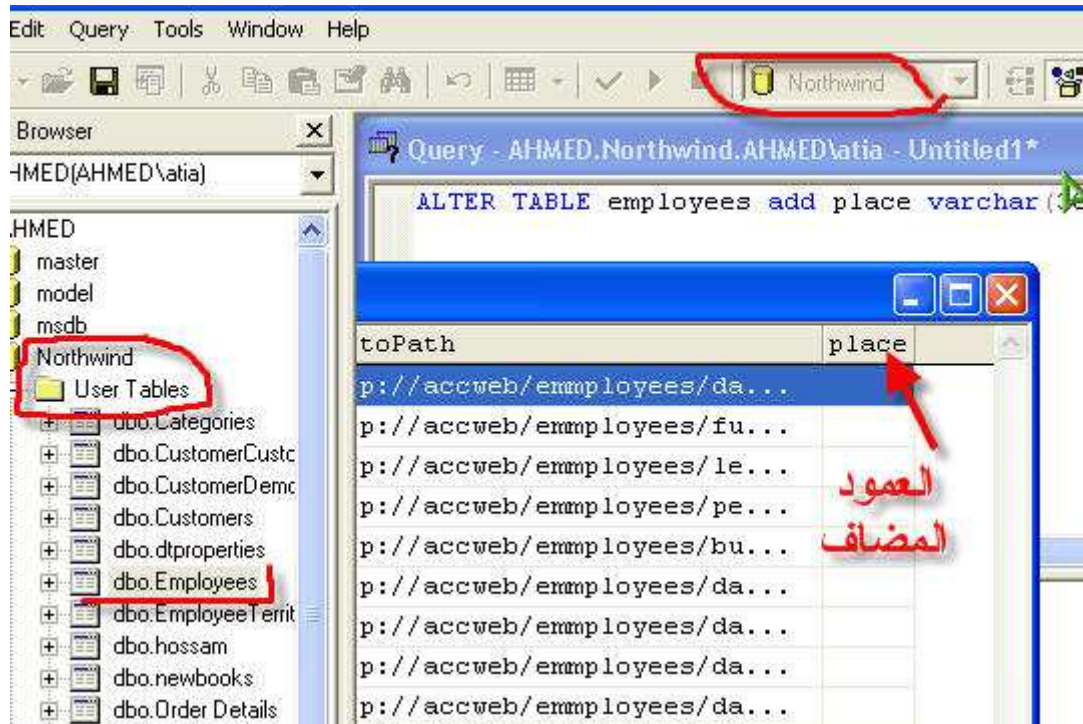 Edit Query Tools Window Help
Northwind
Browser
HMED(AHMED\atia)
HMED
master
model
msdb
Northwind
User Tables
dbo.Categories
dbo.CustomerCustc
dbo.CustomerDemc
dbo.Customers
dbo.dtproperties
dbo.Employees
dbo.EmployeeTerrit
dbo.hossam
dbo.newbooks
dbo.Order Details
Query - AHMED.Northwind.AHMED\atia - Untitled1*
ALTER TABLE employees add place varchar(
toPath place
p://accweb/emmployees/da...
p://accweb/emmployees/fu...
p://accweb/emmployees/le...
p://accweb/emmployees/pe...
p://accweb/emmployees/bu...
p://accweb/emmployees/da...
p://accweb/emmployees/da...
p://accweb/emmployees/da...
p://accweb/emmployees/da...
العمود
المضاف